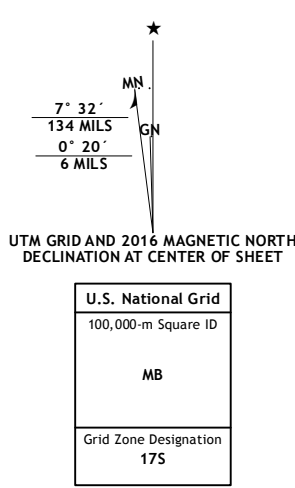 ★
MN
7° 32´
134 MILS
GN
0° 20´
6 MILS
UTM GRID AND 2016 MAGNETIC NORTH
DECLINATION AT CENTER OF SHEET
U.S. National Grid
100,000-m Square ID
MB
Grid Zone Designation
17S